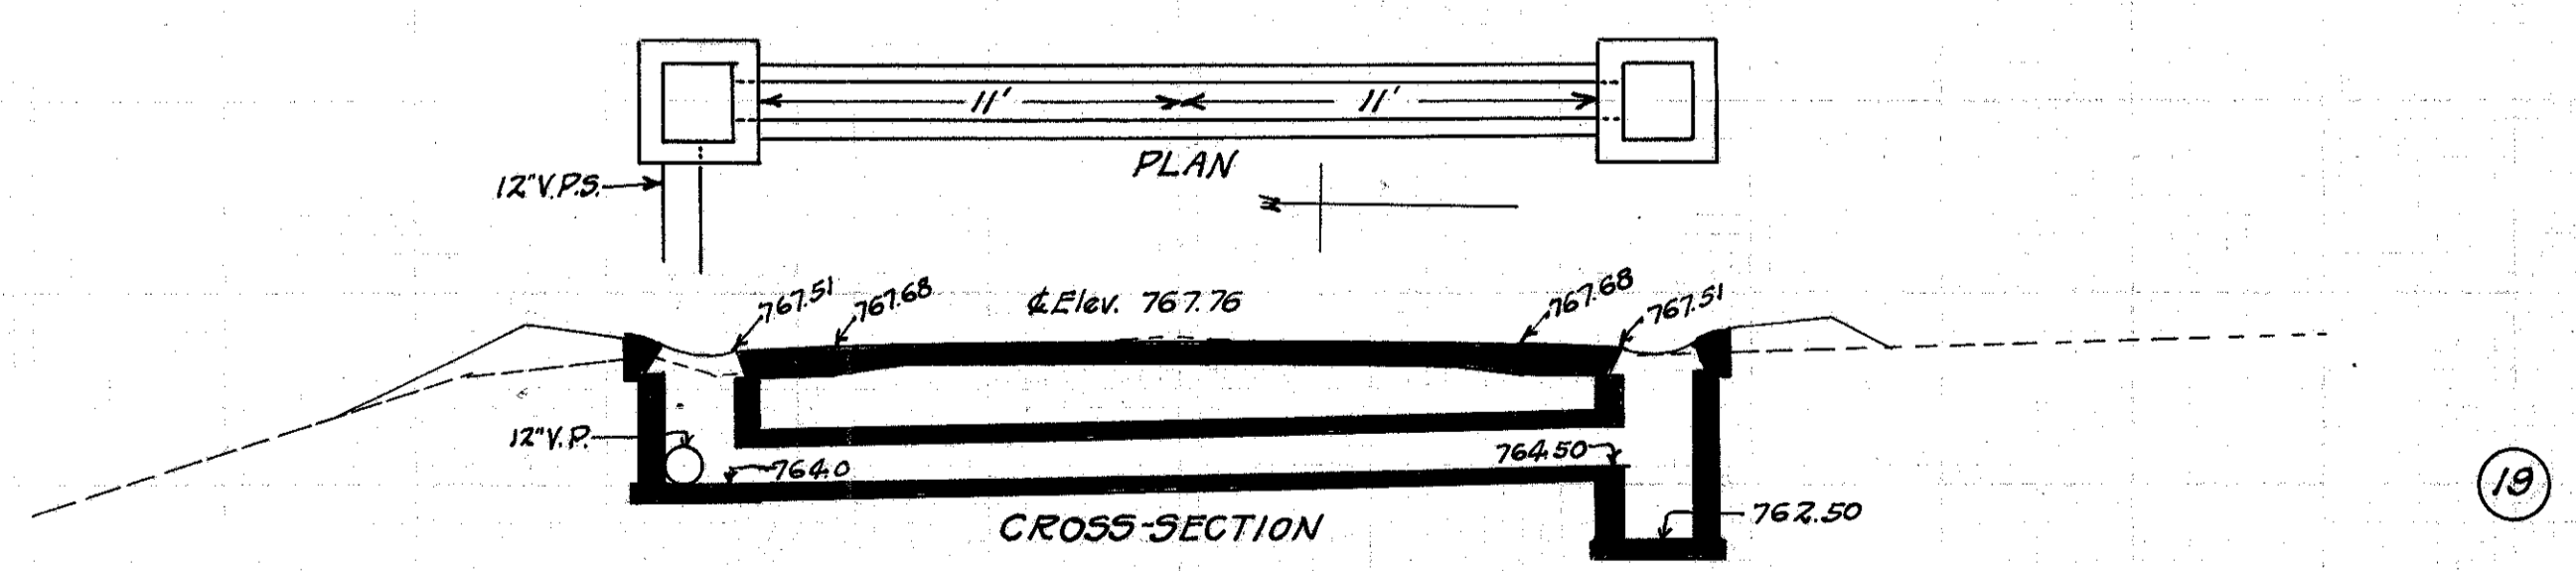 11' 11'
PLAN
12"V.P.S.
767.51 767.68 ℄ Elev. 767.76 767.68 767.51
12"V.P. 764.0 764.50
19
CROSS-SECTION 762.50